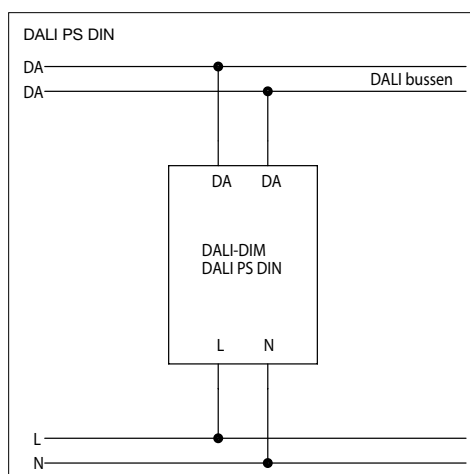 DALI PS DIN
DA
DALI bussen
DA
DA DA
DALI-DIM
DALI PS DIN
L N
L
N